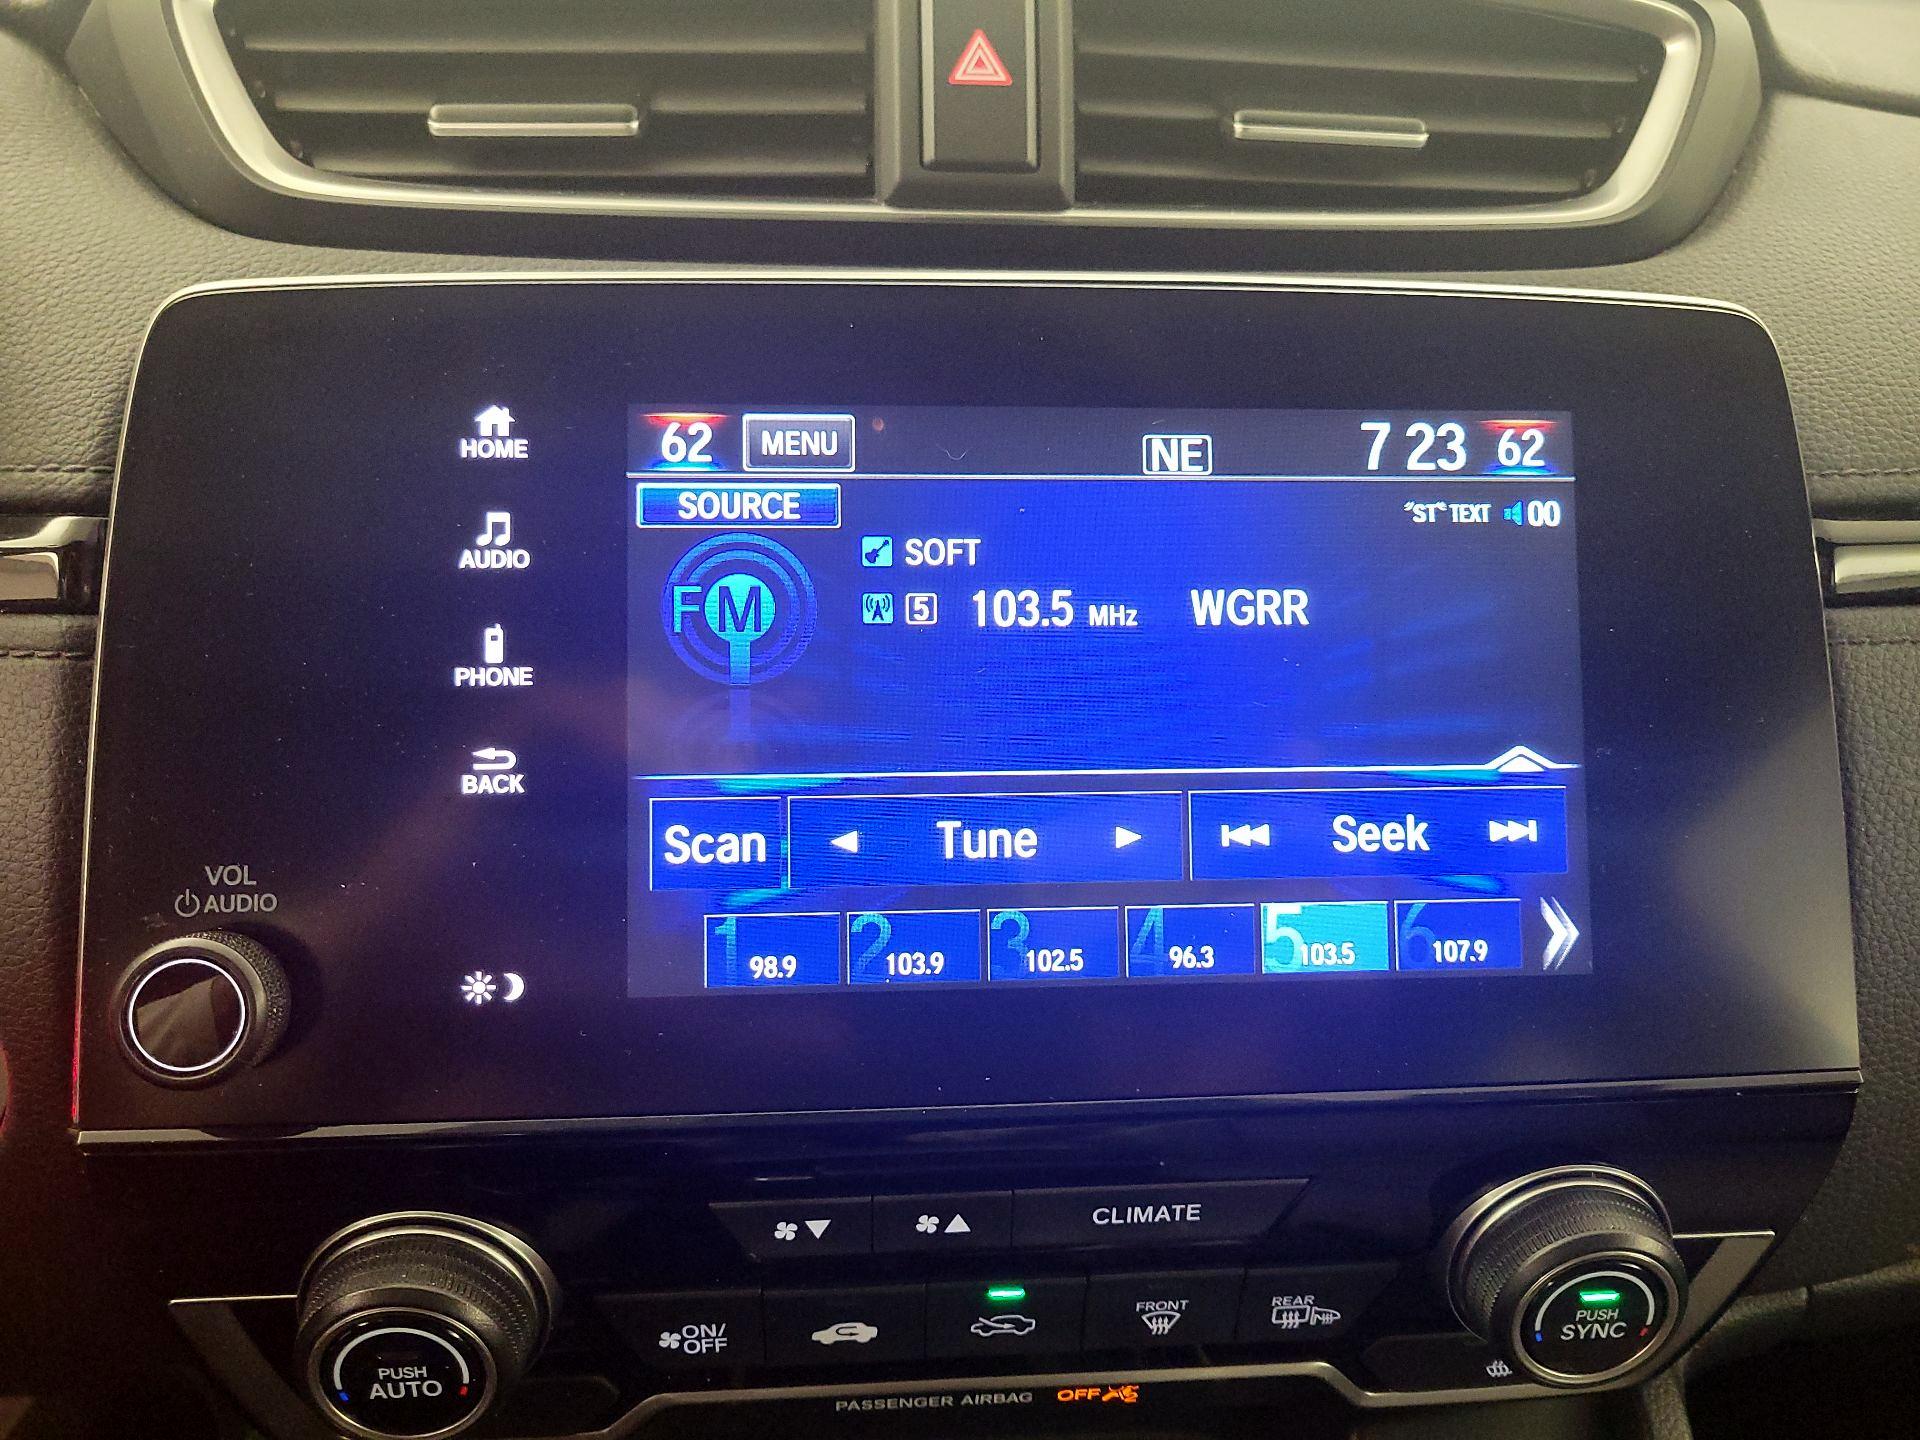 62 MENU NE 7 23 62
SOURCE
"ST" TEXT 00
SOFT
FM
5 103.5 MHz WGRR
Scan Tune Seek
1 98.9 2 103.9 3 102.5 4 96.3 5 103.5 6 107.9
HOME
AUDIO
PHONE
BACK
VOL
AUDIO
CLIMATE
ON/
OFF
FRONT
REAR
PUSH
AUTO
PUSH
SYNC
PASSENGER AIRBAG OFF